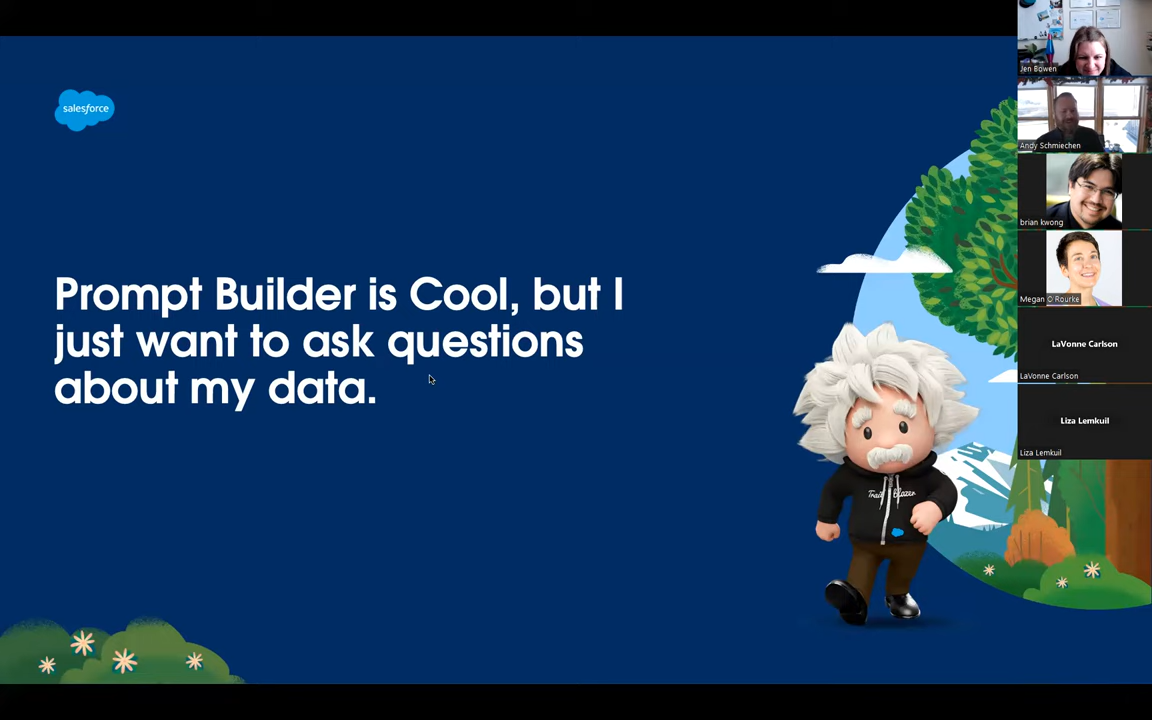 salesforce
Prompt Builder is Cool, but I
just want to ask questions
about my data.
Trailblazer
Jen Bowen
Andy Schmiechen
brian kwong
Megan O Rourke
LaVonne Carlson
LaVonne Carlson
Liza Lemkuil
Liza Lemkuil